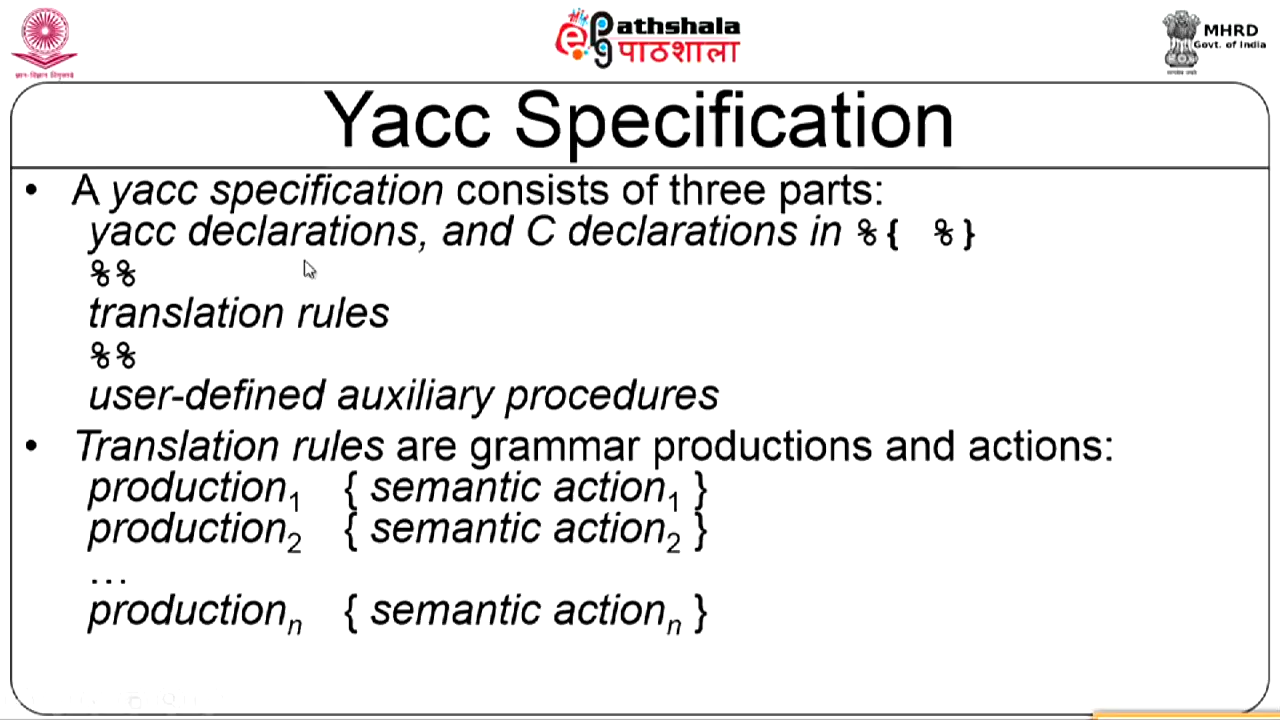 ePathshala
पाठशाला
MHRD
Govt. of India
Yacc Specification
• A yacc specification consists of three parts:
yacc declarations, and C declarations in %{ %}
%%
translation rules
%%
user-defined auxiliary procedures
• Translation rules are grammar productions and actions:
production1 { semantic action1 }
production2 { semantic action2 }
…
productionn { semantic actionn }